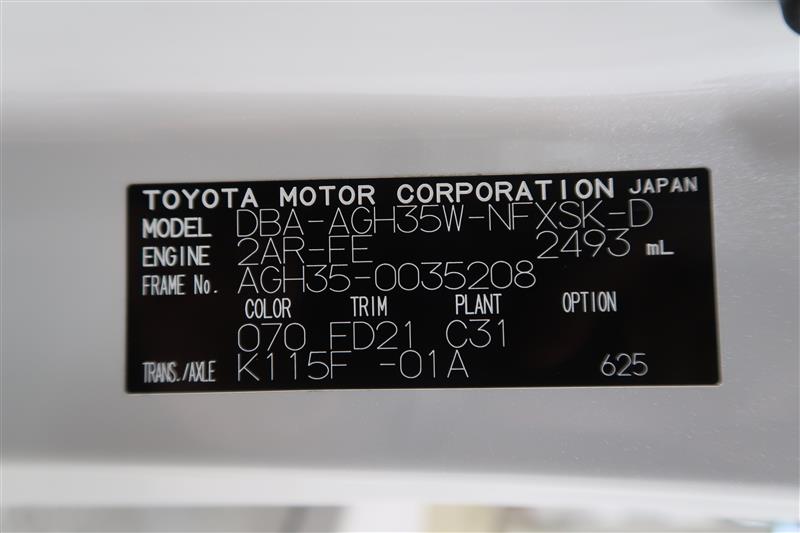 TOYOTA MOTOR CORPORATION JAPAN
MODEL DBA-AGH35W-NFXSK-D
ENGINE 2AR-FE 2493 mL
FRAME No. AGH35-0035208
COLOR TRIM PLANT OPTION
070 FD21 C31
TRANS./AXLE K115F -01A 625